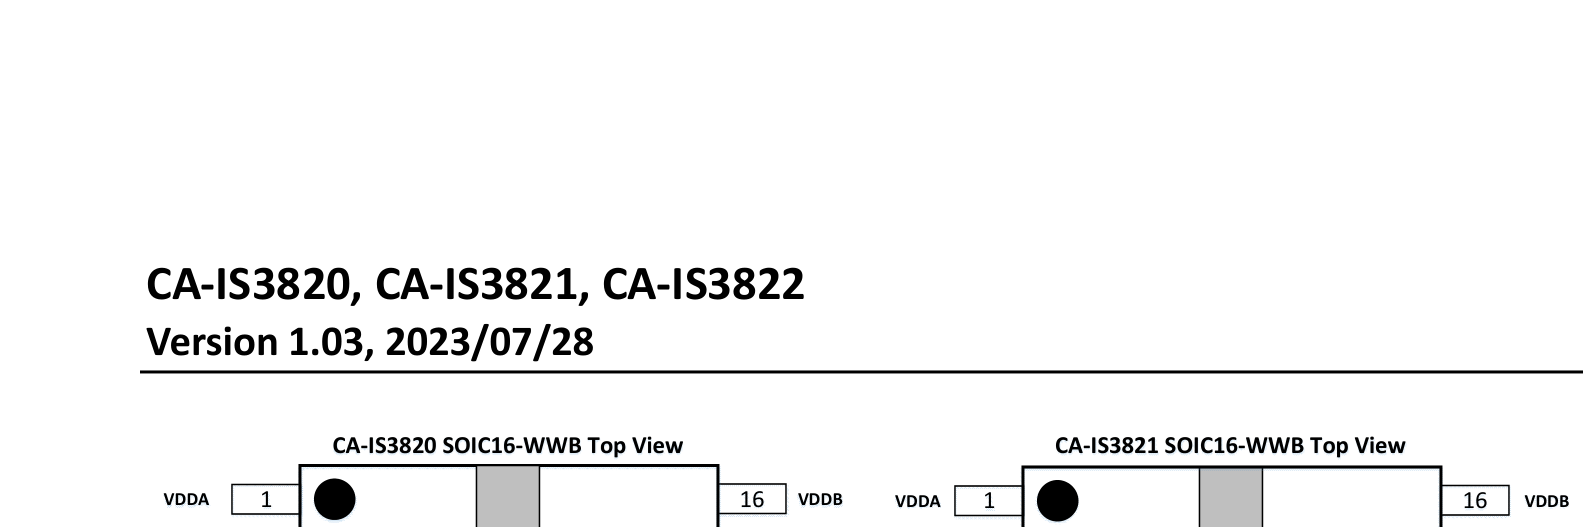 CA-IS3820, CA-IS3821, CA-IS3822
Version 1.03, 2023/07/28
CA-IS3820 SOIC16-WWB Top View
CA-IS3821 SOIC16-WWB Top View
VDDA 1 16 VDDB
VDDA 1 16 VDDB